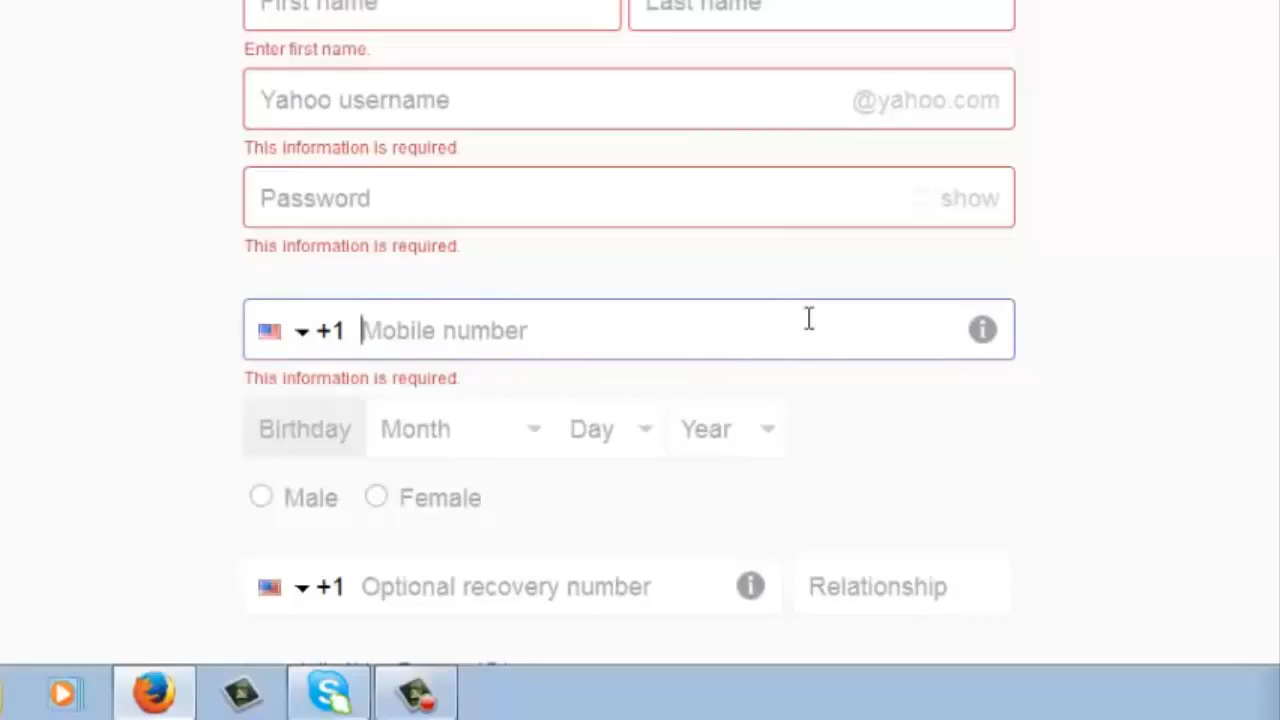 First name Last name
Enter first name.
Yahoo username @yahoo.com
This information is required.
Password show
This information is required.
+1 Mobile number
This information is required.
Birthday Month Day Year
Male Female
+1 Optional recovery number Relationship